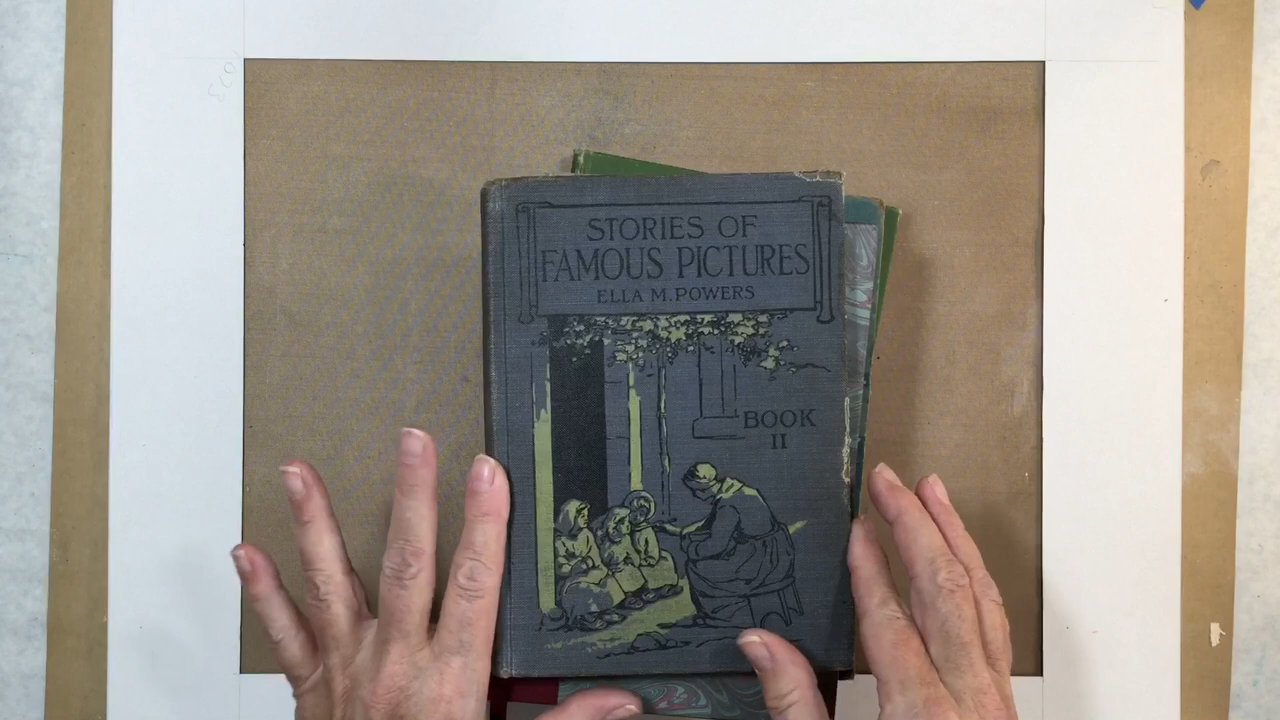 STORIES OF
FAMOUS PICTURES
ELLA M. POWERS
BOOK
II